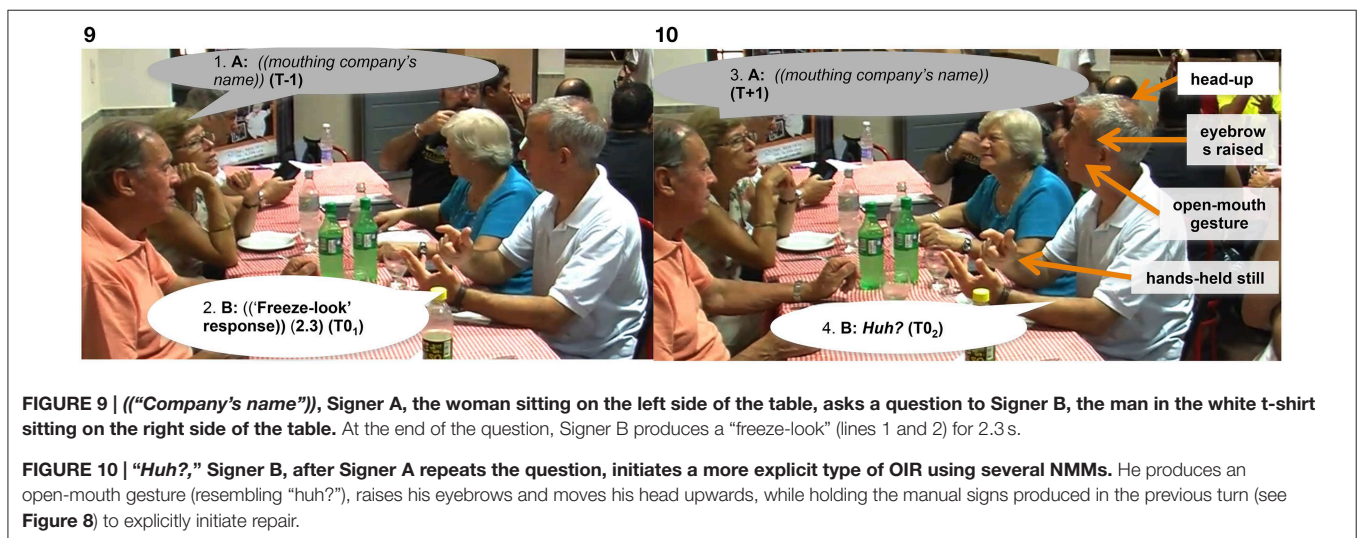 9
10
1. A: ((mouthing company's
name)) (T-1)
3. A: ((mouthing company's name))
(T+1)
head-up
eyebrow
s raised
open-mouth
gesture
hands-held still
2. B: (('Freeze-look'
response)) (2.3) (T0₁)
4. B: Huh? (T0₂)
FIGURE 9 | ((“Company’s name”)), Signer A, the woman sitting on the left side of the table, asks a question to Signer B, the man in the white t-shirt
sitting on the right side of the table. At the end of the question, Signer B produces a “freeze-look” (lines 1 and 2) for 2.3 s.
FIGURE 10 | “Huh?,” Signer B, after Signer A repeats the question, initiates a more explicit type of OIR using several NMMs. He produces an
open-mouth gesture (resembling “huh?”), raises his eyebrows and moves his head upwards, while holding the manual signs produced in the previous turn (see
Figure 8) to explicitly initiate repair.